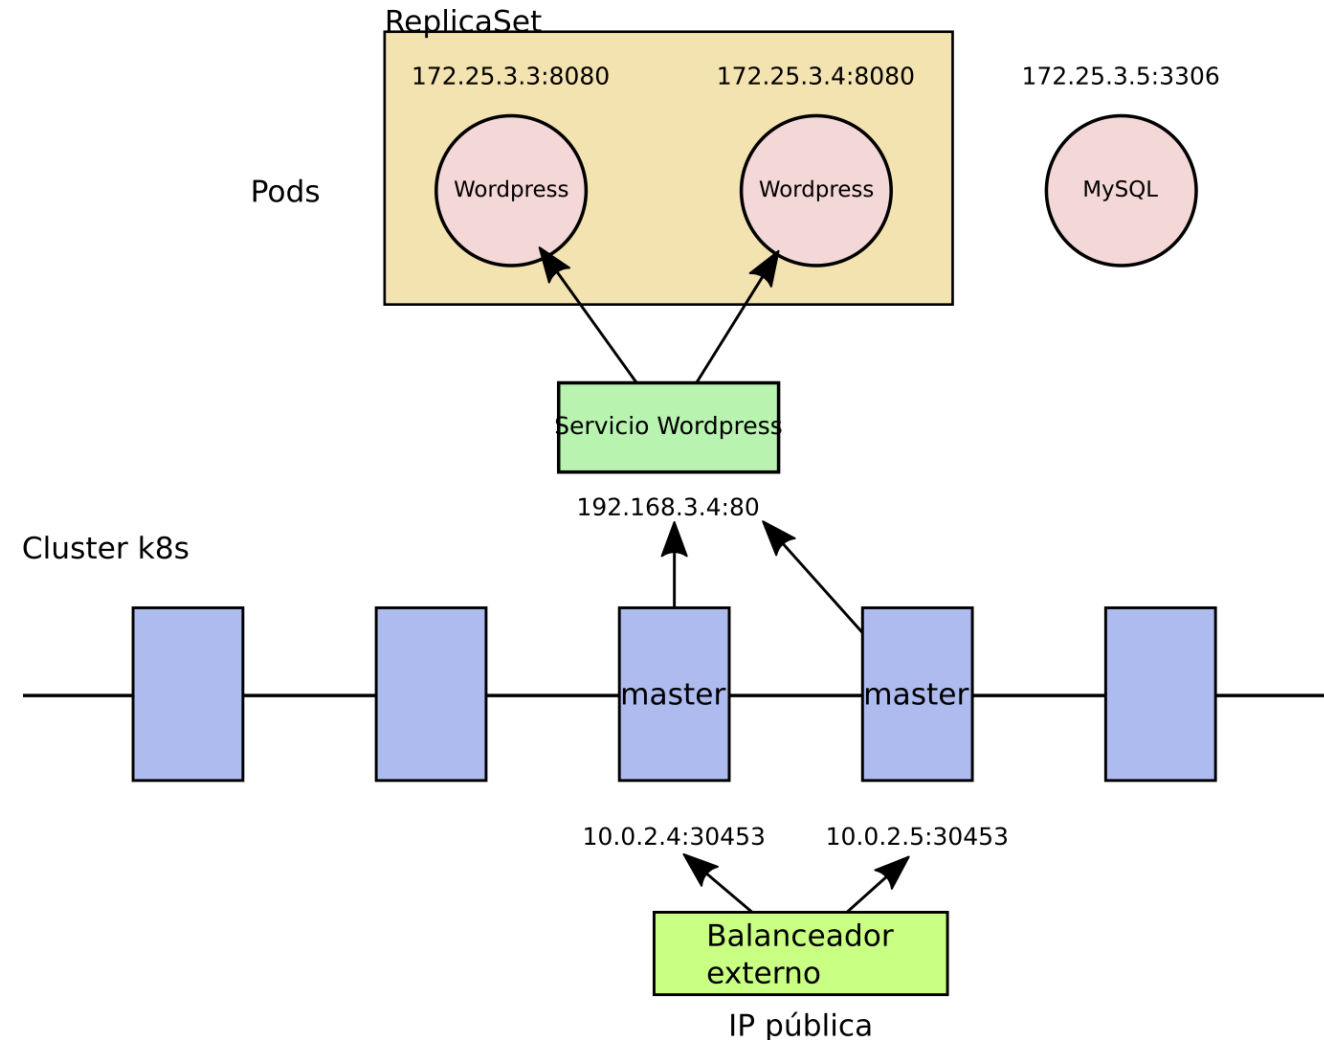 ReplicaSet
172.25.3.3:8080
172.25.3.4:8080
172.25.3.5:3306
Pods
Wordpress
Wordpress
MySQL
Servicio Wordpress
192.168.3.4:80
Cluster k8s
master
master
10.0.2.4:30453
10.0.2.5:30453
Balanceador
externo
IP pública